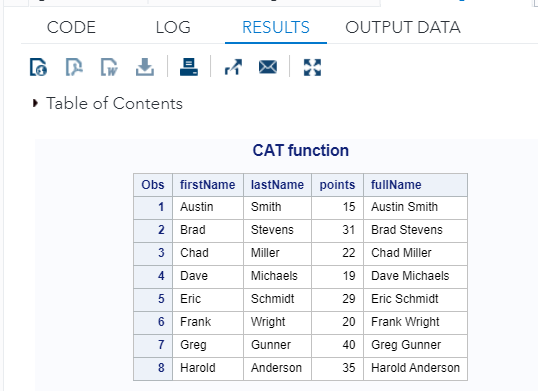 CODE LOG RESULTS OUTPUT DATA
Table of Contents
CAT function
Obs firstName lastName points fullName
1 Austin Smith 15 Austin Smith
2 Brad Stevens 31 Brad Stevens
3 Chad Miller 22 Chad Miller
4 Dave Michaels 19 Dave Michaels
5 Eric Schmidt 29 Eric Schmidt
6 Frank Wright 20 Frank Wright
7 Greg Gunner 40 Greg Gunner
8 Harold Anderson 35 Harold Anderson